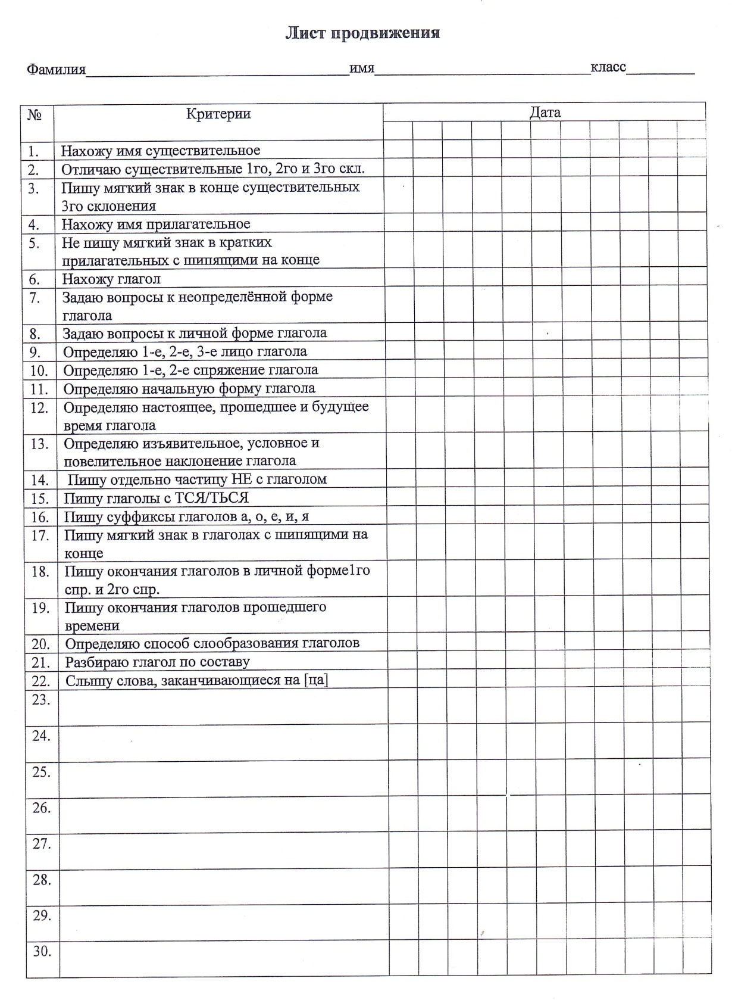 Лист продвижения
Фамилия________________имя________________класс________
№ Критерии Дата
1. Нахожу имя существительное
2. Отличаю существительные 1го, 2го и 3го скл.
3. Пишу мягкий знак в конце существительных
3го склонения
4. Нахожу имя прилагательное
5. Не пишу мягкий знак в кратких
прилагательных с шипящими на конце
6. Нахожу глагол
7. Задаю вопросы к неопределённой форме
глагола
8. Задаю вопросы к личной форме глагола
9. Определяю 1-е, 2-е, 3-е лицо глагола
10. Определяю 1-е, 2-е спряжение глагола
11. Определяю начальную форму глагола
12. Определяю настоящее, прошедшее и будущее
время глагола
13. Определяю изъявительное, условное и
повелительное наклонение глагола
14. Пишу отдельно частицу НЕ с глаголом
15. Пишу глаголы с ТСЯ/ТЬСЯ
16. Пишу суффиксы глаголов а, о, е, и, я
17. Пишу мягкий знак в глаголах с шипящими на
конце
18. Пишу окончания глаголов в личной форме1го
спр. и 2го спр.
19. Пишу окончания глаголов прошедшего
времени
20. Определяю способ слообразования глаголов
21. Разбираю глагол по составу
22. Слышу слова, заканчивающиеся на [ца]
23.
24.
25.
26.
27.
28.
29.
30.